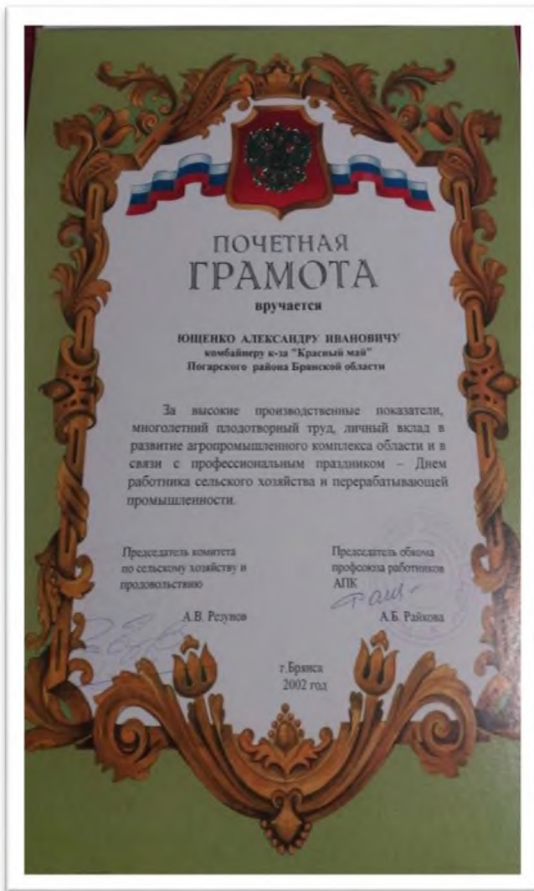 ПОЧЕТНАЯ
ГРАМОТА
вручается
ЮЩЕНКО АЛЕКСАНДРУ ИВАНОВИЧУ
комбайнеру к-за "Красный май"
Погарского района Брянской области
За высокие производственные показатели,
многолетний плодотворный труд, личный вклад в
развитие агропромышленного комплекса области и в
связи с профессиональным праздником – Днем
работника сельского хозяйства и перерабатывающей
промышленности.
Председатель комитета
по сельскому хозяйству и
продовольствию
А.В. Резунов
Председатель обкома
профсоюза работников
АПК
А.Б. Райкова
г.Брянск
2002 год